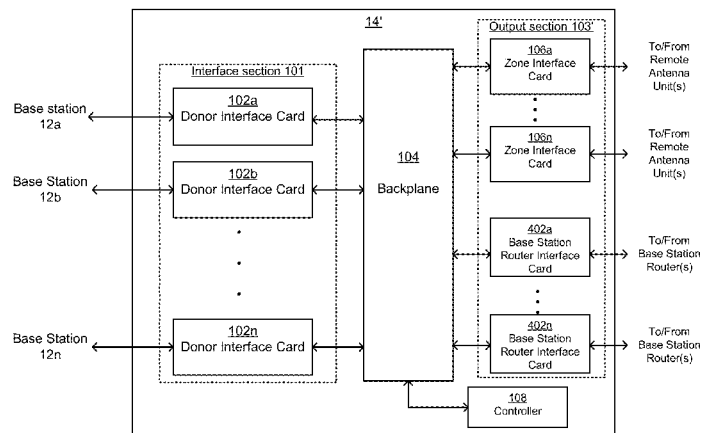 14'
Interface section 101
Output section 103'
Base station
12a
102a
Donor Interface Card
Base Station
12b
102b
Donor Interface Card
Base Station
12n
102n
Donor Interface Card
104
Backplane
106a
Zone Interface
Card
106n
Zone Interface
Card
402a
Base Station
Router Interface
Card
402n
Base Station
Router Interface
Card
108
Controller
To/From
Remote
Antenna
Unit(s)
To/From
Remote
Antenna
Unit(s)
To/From
Base Station
Router(s)
To/From
Base Station
Router(s)